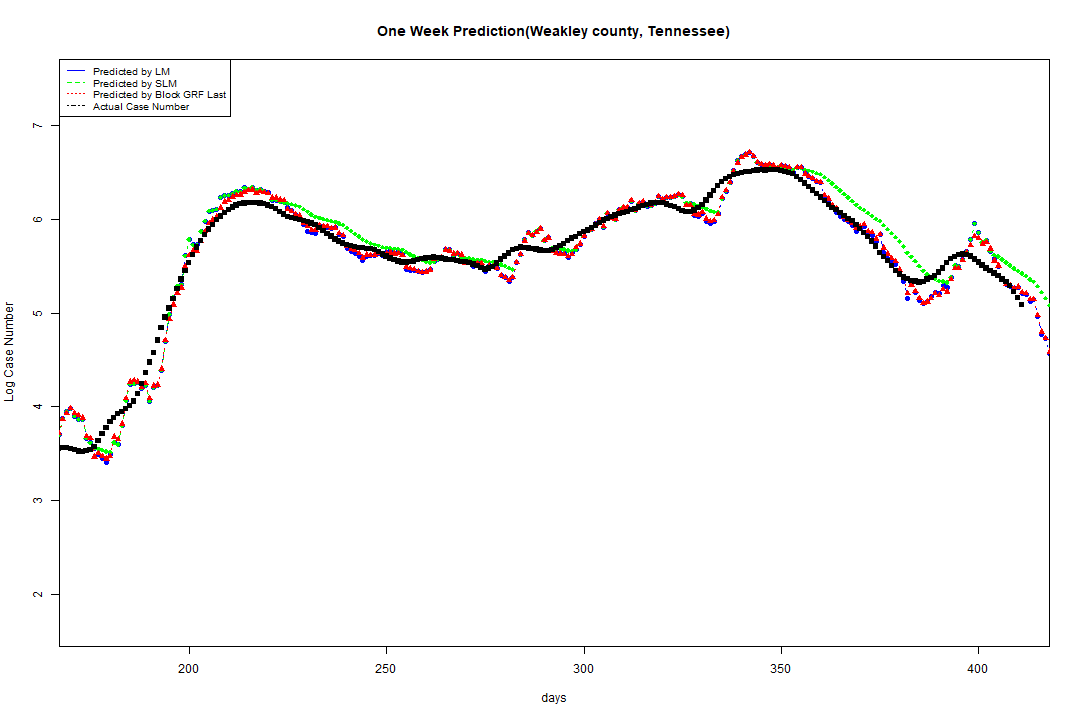 One Week Prediction(Weakley county, Tennessee)
Predicted by LM
Predicted by SLM
Predicted by Block GRF Last
Actual Case Number
7
6
5
4
3
2
Log Case Number
200 250 300 350 400
days